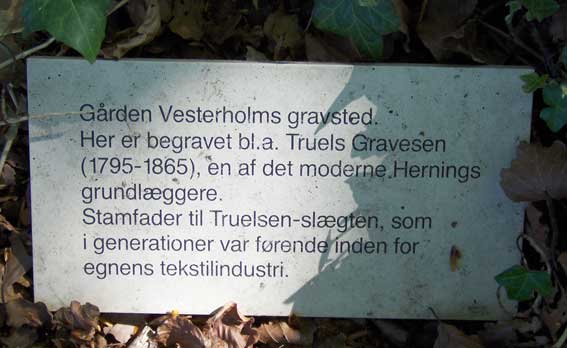 Gården Vesterholms gravsted.
Her er begravet bl.a. Truels Gravesen
(1795-1865), en af det moderne Hernings
grundlæggere.
Stamfader til Truelsen-slægten, som
i generationer var førende inden for
egnens tekstilindustri.